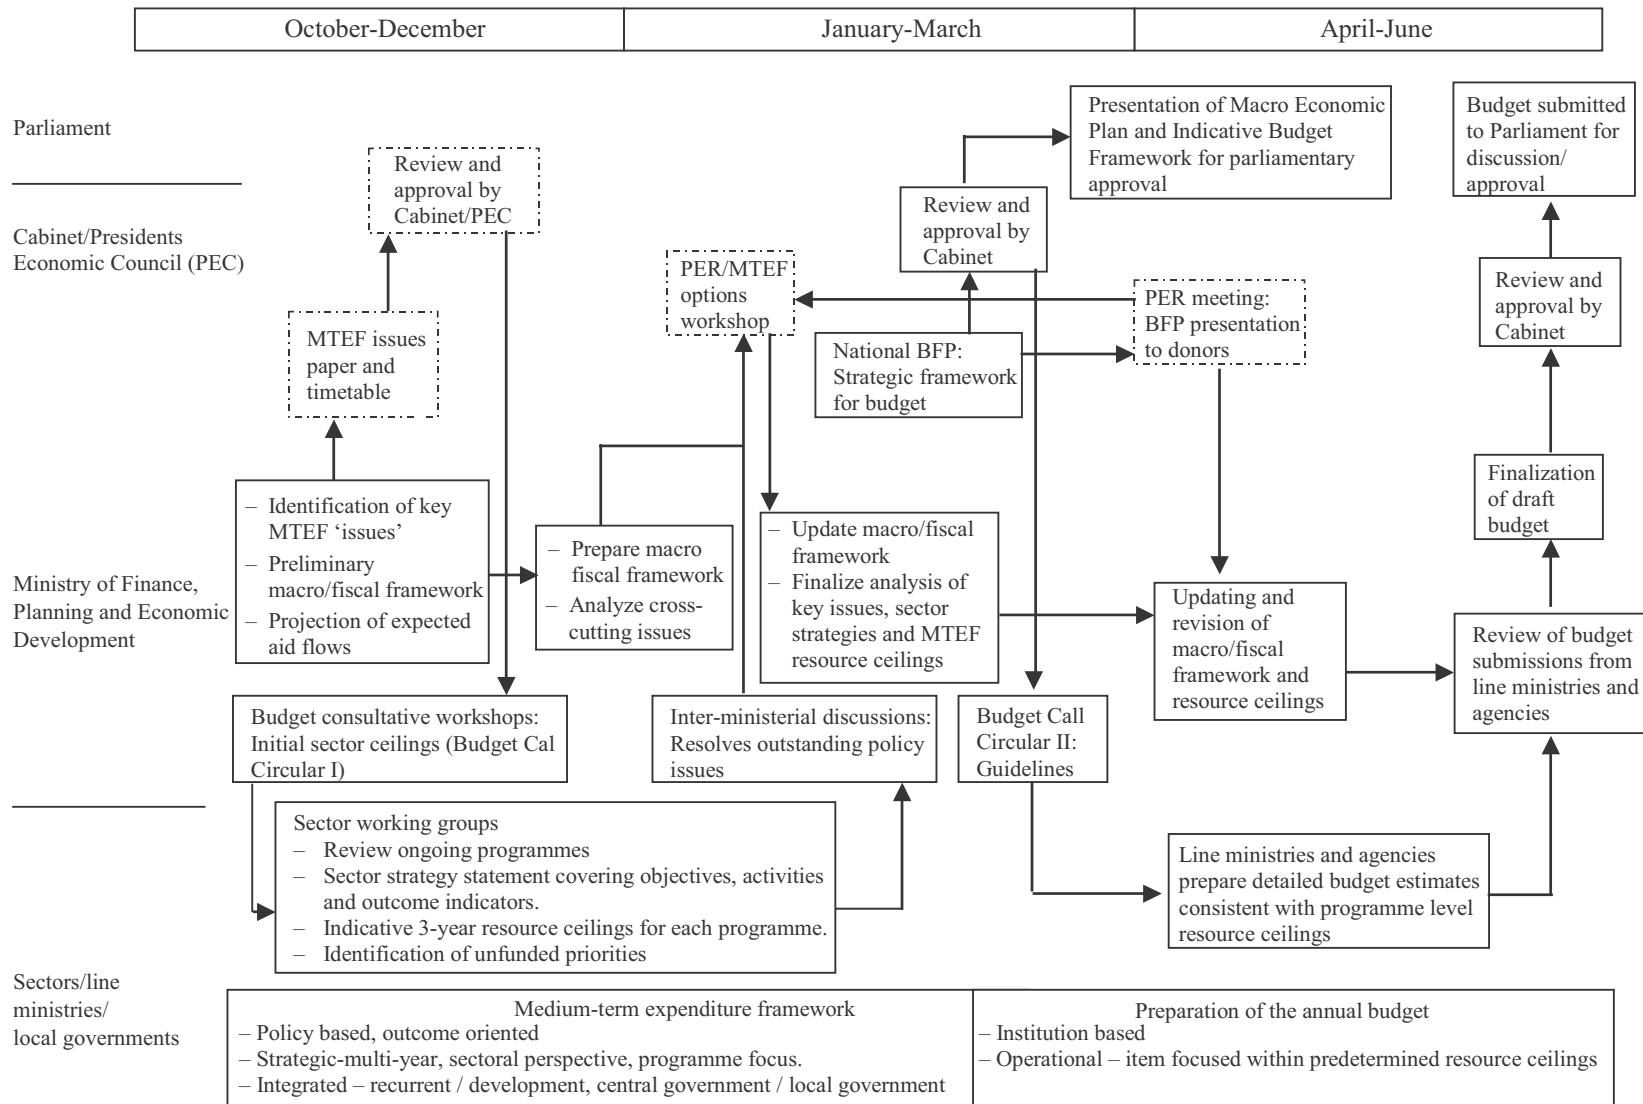 October-December
January-March
April-June
Parliament
Cabinet/Presidents
Economic Council (PEC)
Ministry of Finance,
Planning and Economic
Development
Sectors/line
ministries/
local governments
Review and
approval by
Cabinet/PEC
MTEF issues
paper and
timetable
– Identification of key
MTEF ‘issues’
– Preliminary
macro/fiscal framework
– Projection of expected
aid flows
– Prepare macro
fiscal framework
– Analyze cross-
cutting issues
Budget consultative workshops:
Initial sector ceilings (Budget Cal
Circular I)
Sector working groups
– Review ongoing programmes
– Sector strategy statement covering objectives, activities
and outcome indicators.
– Indicative 3-year resource ceilings for each programme.
– Identification of unfunded priorities
PER/MTEF
options
workshop
– Update macro/fiscal
framework
– Finalize analysis of
key issues, sector
strategies and MTEF
resource ceilings
Inter-ministerial discussions:
Resolves outstanding policy
issues
Presentation of Macro Economic
Plan and Indicative Budget
Framework for parliamentary
approval
Review and
approval by
Cabinet
National BFP:
Strategic framework
for budget
PER meeting:
BFP presentation
to donors
Budget Call
Circular II:
Guidelines
Updating and
revision of
macro/fiscal
framework and
resource ceilings
Line ministries and agencies
prepare detailed budget estimates
consistent with programme level
resource ceilings
Budget submitted
to Parliament for
discussion/
approval
Review and
approval by
Cabinet
Finalization
of draft
budget
Review of budget
submissions from
line ministries and
agencies
Medium-term expenditure framework
– Policy based, outcome oriented
– Strategic-multi-year, sectoral perspective, programme focus.
– Integrated – recurrent / development, central government / local government
Preparation of the annual budget
– Institution based
– Operational – item focused within predetermined resource ceilings